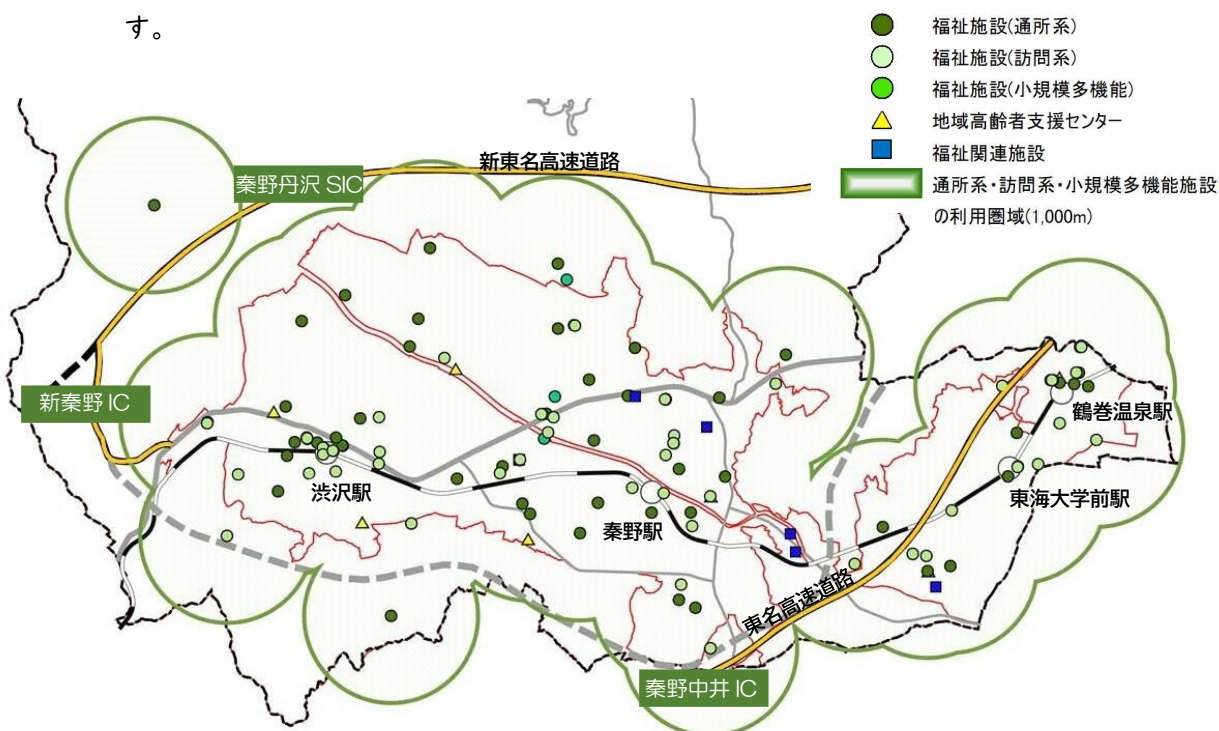 す。
福祉施設(通所系)
福祉施設(訪問系)
福祉施設(小規模多機能)
地域高齢者支援センター
福祉関連施設
通所系・訪問系・小規模多機能施設
の利用圏域(1,000m)
新東名高速道路
秦野丹沢 SIC
新秦野 IC
渋沢駅
秦野駅
鶴巻温泉駅
東海大学前駅
東名高速道路
秦野中井 IC